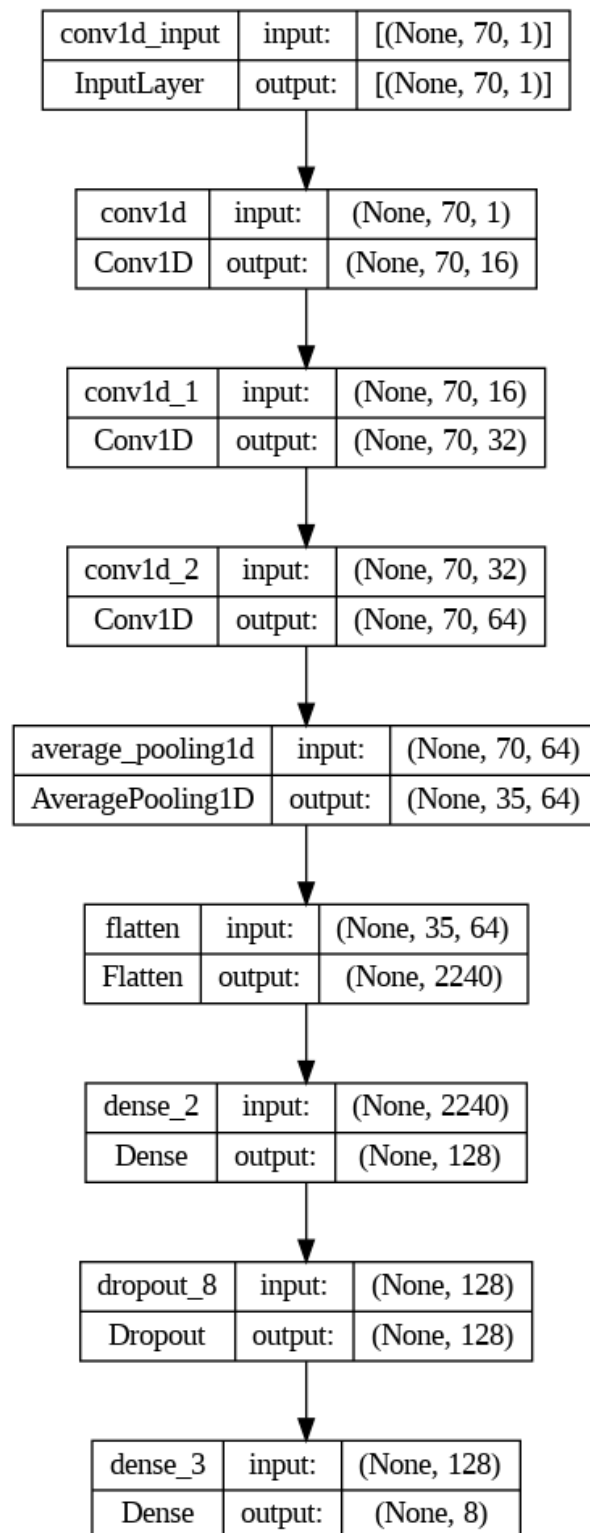 conv1d_input input: [(None, 70, 1)]
InputLayer output: [(None, 70, 1)]
conv1d input: (None, 70, 1)
Conv1D output: (None, 70, 16)
conv1d_1 input: (None, 70, 16)
Conv1D output: (None, 70, 32)
conv1d_2 input: (None, 70, 32)
Conv1D output: (None, 70, 64)
average_pooling1d input: (None, 70, 64)
AveragePooling1D output: (None, 35, 64)
flatten input: (None, 35, 64)
Flatten output: (None, 2240)
dense_2 input: (None, 2240)
Dense output: (None, 128)
dropout_8 input: (None, 128)
Dropout output: (None, 128)
dense_3 input: (None, 128)
Dense output: (None, 8)